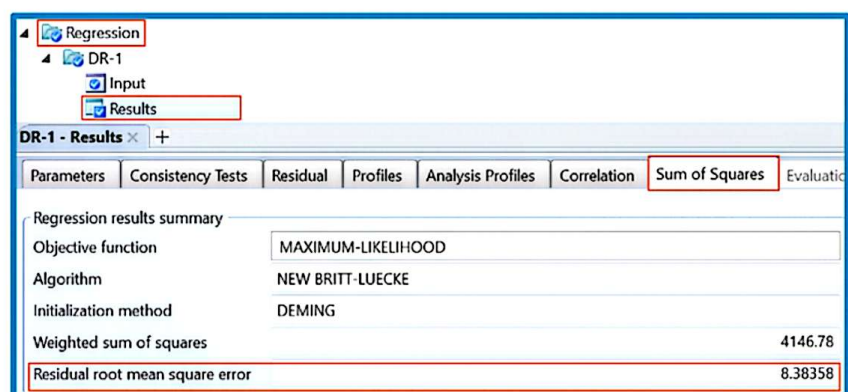 Regression
DR-1
Input
Results
DR-1 - Results × +
Parameters Consistency Tests Residual Profiles Analysis Profiles Correlation Sum of Squares Evaluatio
Regression results summary
Objective function MAXIMUM-LIKELIHOOD
Algorithm NEW BRITT-LUECKE
Initialization method DEMING
Weighted sum of squares 4146.78
Residual root mean square error 8.38358